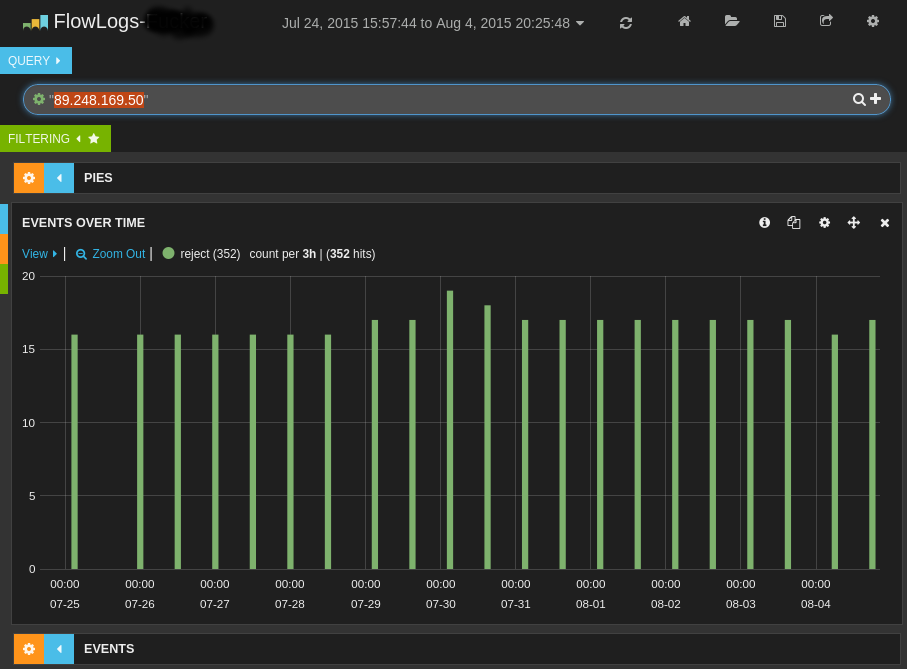 FlowLogs-
Jul 24, 2015 15:57:44 to Aug 4, 2015 20:25:48
QUERY
"89.248.169.50"
FILTERING
PIES
EVENTS OVER TIME
View | Zoom Out | reject (352) count per 3h | (352 hits)
20
15
10
5
0
00:00 00:00 00:00 00:00 00:00 00:00 00:00 00:00 00:00 00:00 00:00
07-25 07-26 07-27 07-28 07-29 07-30 07-31 08-01 08-02 08-03 08-04
EVENTS